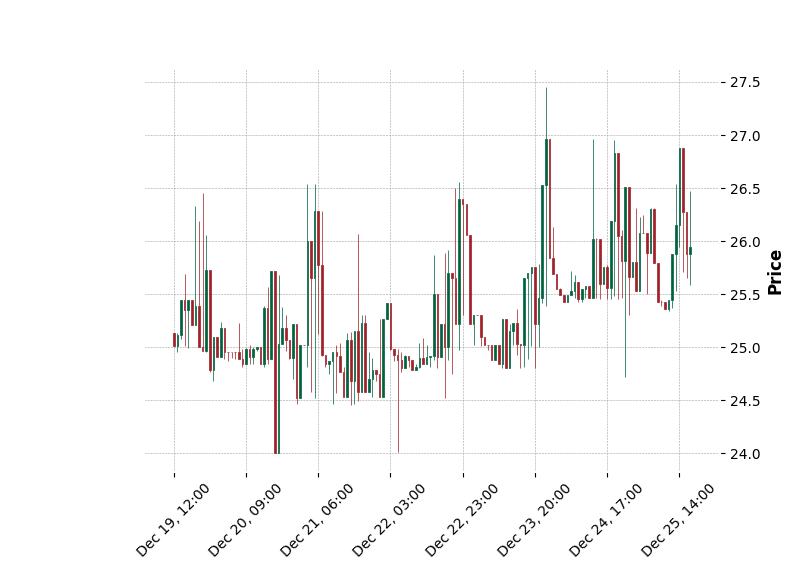 27.5
27.0
26.5
26.0
25.5
25.0
24.5
24.0
Price
Dec 19, 12:00
Dec 20, 09:00
Dec 21, 06:00
Dec 22, 03:00
Dec 22, 23:00
Dec 23, 20:00
Dec 24, 17:00
Dec 25, 14:00